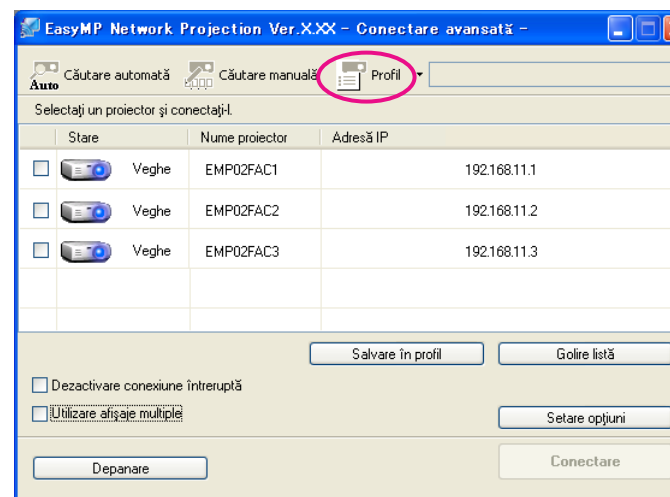 EasyMP Network Projection Ver.X.XX - Conectare avansată -
Auto Căutare automată Căutare manuală Profil
Selectaţi un proiector şi conectaţi-l.
Stare Nume proiector Adresă IP
Veghe EMP02FAC1 192.168.11.1
Veghe EMP02FAC2 192.168.11.2
Veghe EMP02FAC3 192.168.11.3
Salvare în profil Golire listă
Dezactivare conexiune întreruptă
Utilizare afişaje multiple
Setare opţiuni
Depanare Conectare